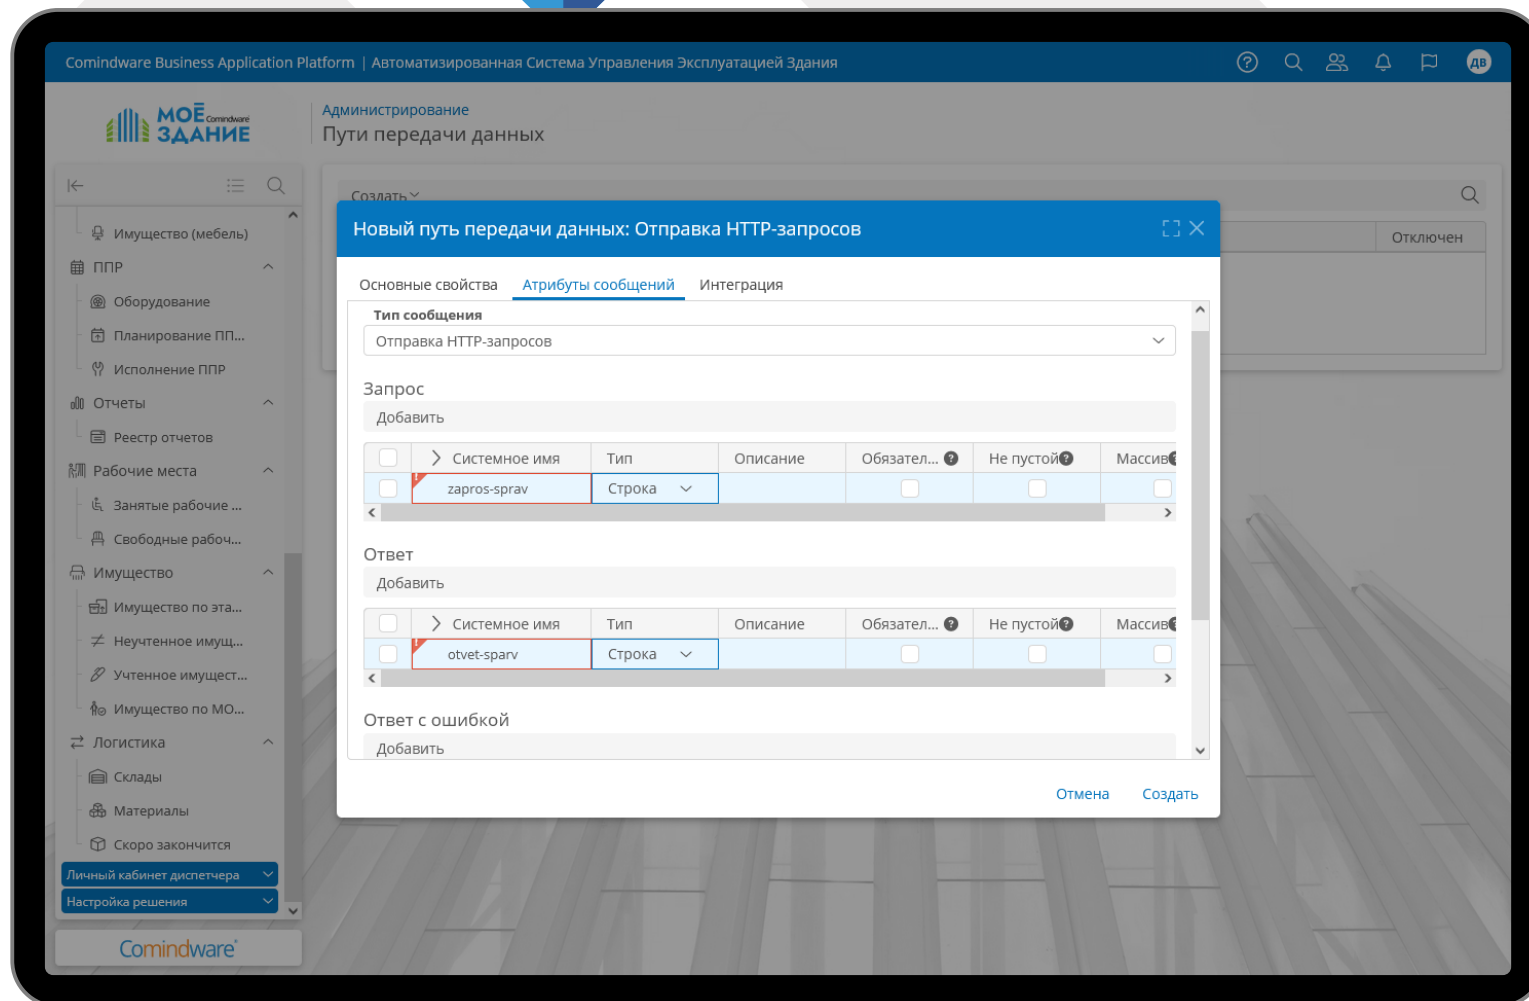 Comindware Business Application Platform | Автоматизированная Система Управления Эксплуатацией Здания
ДВ
МОЁ Comindware
ЗДАНИЕ
Администрирование
Пути передачи данных
Создать
Отключен
Имущество (мебель)
ППР
Оборудование
Планирование ПП...
Исполнение ППР
Отчеты
Реестр отчетов
Рабочие места
Занятые рабочие ...
Свободные рабоч...
Имущество
Имущество по эта...
Неучтенное имущ...
Учтенное имущест...
Имущество по МО...
Логистика
Склады
Материалы
Скоро закончится
Личный кабинет диспетчера
Настройка решения
Comindware
Новый путь передачи данных: Отправка HTTP-запросов
Основные свойства Атрибуты сообщений Интеграция
Тип сообщения
Отправка HTTP-запросов
Запрос
Добавить
Системное имя Тип Описание Обязател... Не пустой Массив
zapros-sprav Строка
Ответ
Добавить
Системное имя Тип Описание Обязател... Не пустой Массив
otvet-sparv Строка
Ответ с ошибкой
Добавить
Отмена Создать